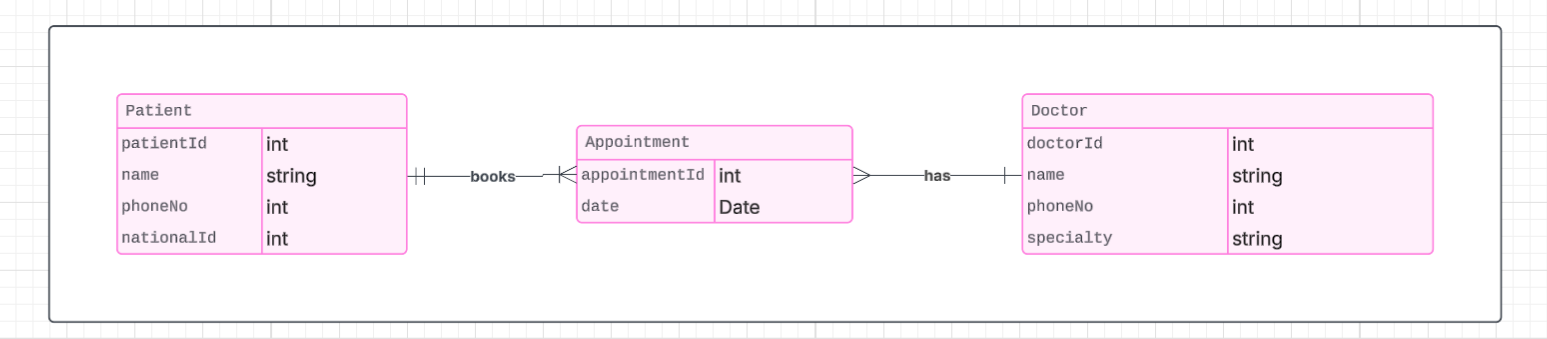 Patient
patientId int
name string
phoneNo int
nationalId int
books
Appointment
appointmentId int
date Date
has
Doctor
doctorId int
name string
phoneNo int
specialty string